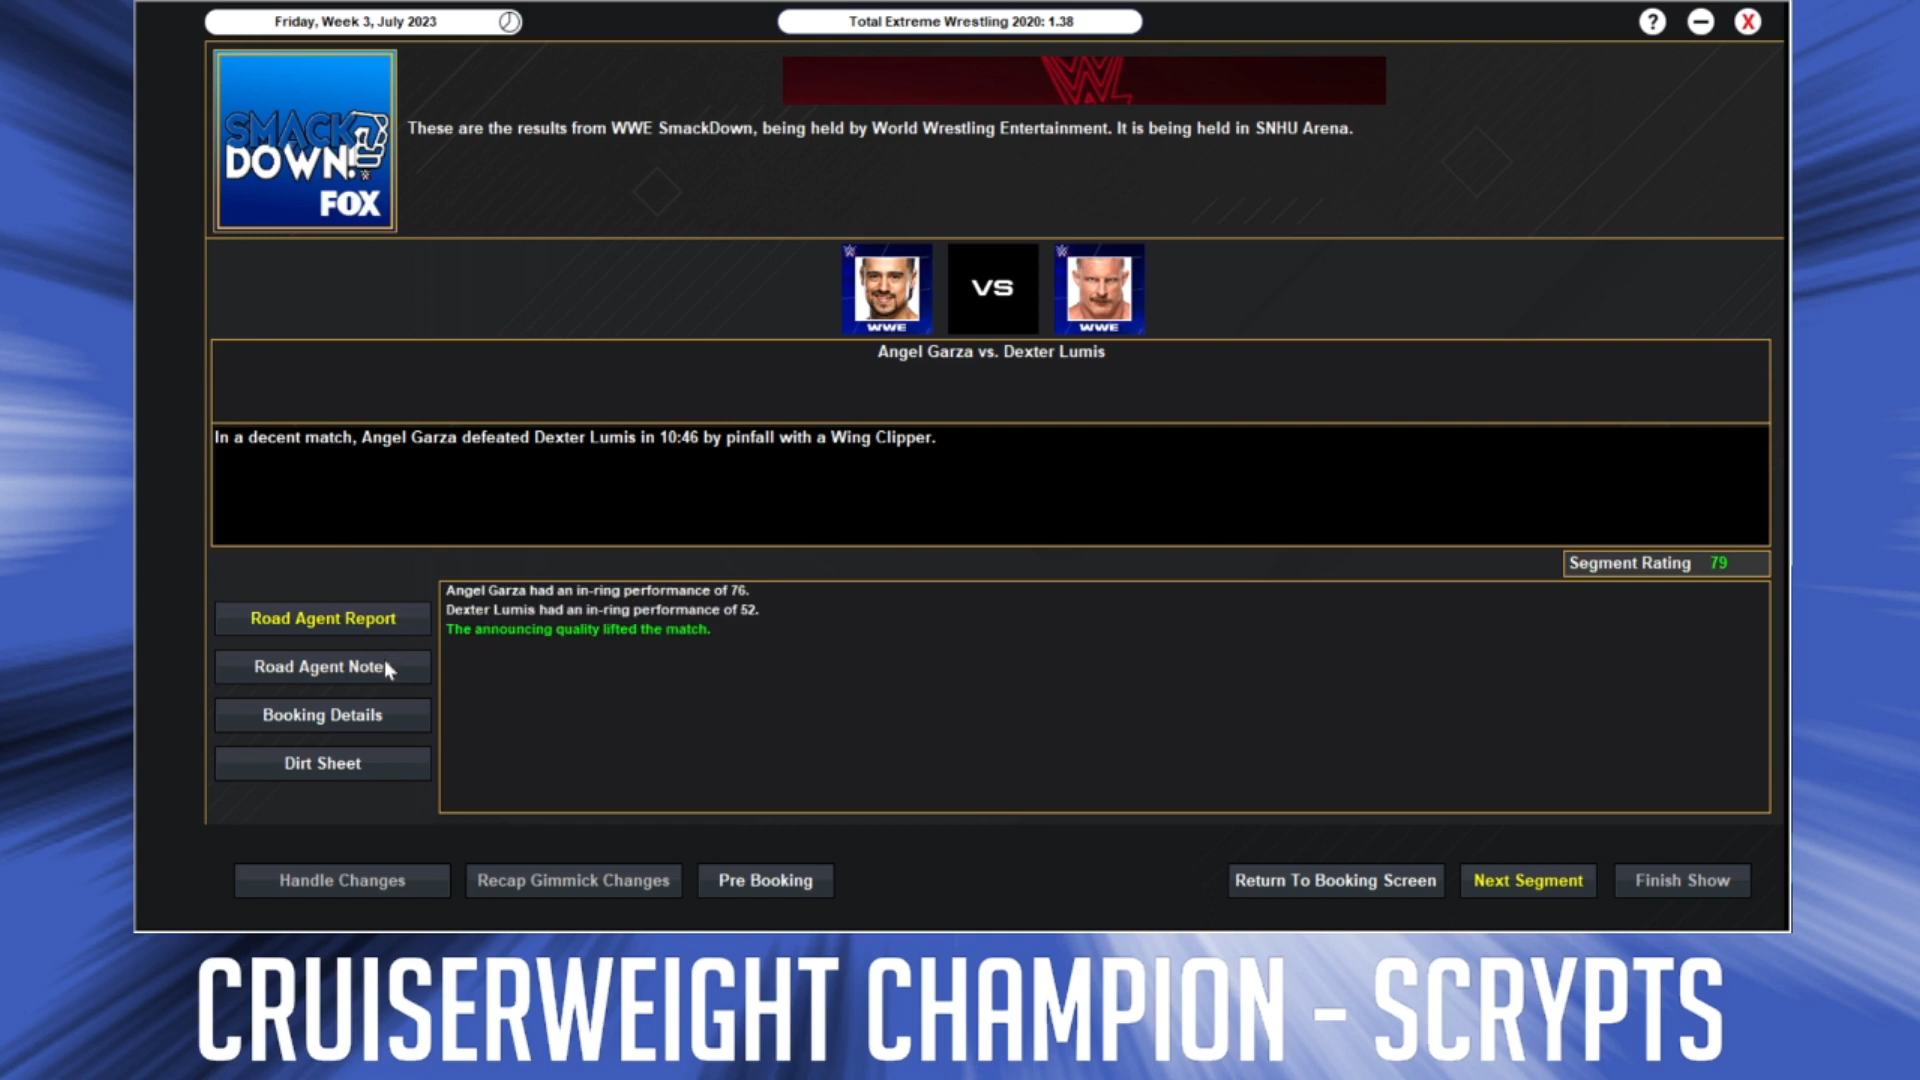 Friday, Week 3, July 2023
Total Extreme Wrestling 2020: 1.38
?
X
SMACK
DOWN!
FOX
These are the results from WWE SmackDown, being held by World Wrestling Entertainment. It is being held in SNHU Arena.
WWE
VS
WWE
Angel Garza vs. Dexter Lumis
In a decent match, Angel Garza defeated Dexter Lumis in 10:46 by pinfall with a Wing Clipper.
Segment Rating 79
Angel Garza had an in-ring performance of 76.
Dexter Lumis had an in-ring performance of 52.
The announcing quality lifted the match.
Road Agent Report
Road Agent Note
Booking Details
Dirt Sheet
Handle Changes
Recap Gimmick Changes
Pre Booking
Return To Booking Screen
Next Segment
Finish Show
CRUISERWEIGHT CHAMPION - SCRYPTS